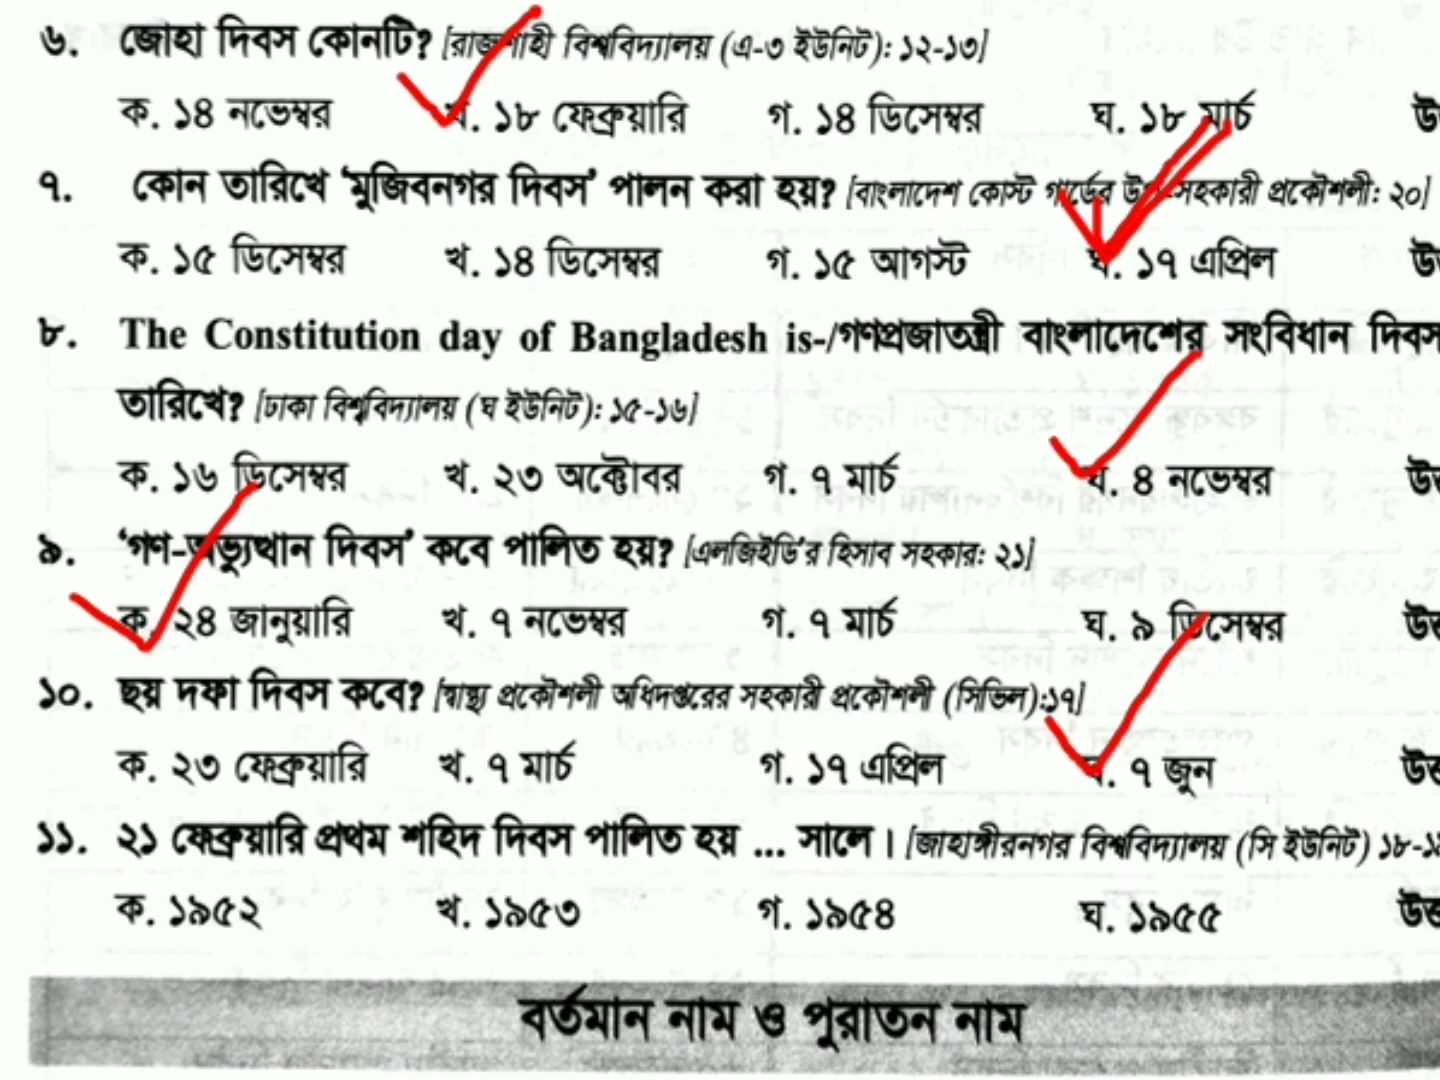 ৬. জোহা দিবস কোনটি? [রাজশাহী বিশ্ববিদ্যালয় (এ-৩ ইউনিট): ১২-১৩]
ক. ১৪ নভেম্বর খ. ১৮ ফেব্রুয়ারি গ. ১৪ ডিসেম্বর ঘ. ১৮ মার্চ
৭. কোন তারিখে ‘মুজিবনগর দিবস’ পালন করা হয়? [বাংলাদেশ কোস্ট গার্ডের উপ-সহকারী প্রকৌশলী: ২০]
ক. ১৫ ডিসেম্বর খ. ১৪ ডিসেম্বর গ. ১৫ আগস্ট ঘ. ১৭ এপ্রিল
৮. The Constitution day of Bangladesh is-/গণপ্রজাতন্ত্রী বাংলাদেশের সংবিধান দিবস
তারিখে? [ঢাকা বিশ্ববিদ্যালয় (ঘ ইউনিট): ১৫-১৬]
ক. ১৬ ডিসেম্বর খ. ২৩ অক্টোবর গ. ৭ মার্চ ঘ. ৪ নভেম্বর
৯. ‘গণ-অভ্যুত্থান দিবস’ কবে পালিত হয়? [এলজিইডি’র হিসাব সহকার: ২১]
ক. ২৪ জানুয়ারি খ. ৭ নভেম্বর গ. ৭ মার্চ ঘ. ৯ ডিসেম্বর
১০. ছয় দফা দিবস কবে? [স্বাস্থ্য প্রকৌশলী অধিদপ্তরের সহকারী প্রকৌশলী (সিভিল):১৭]
ক. ২৩ ফেব্রুয়ারি খ. ৭ মার্চ গ. ১৭ এপ্রিল ঘ. ৭ জুন
১১. ২১ ফেব্রুয়ারি প্রথম শহিদ দিবস পালিত হয় ... সালে। [জাহাঙ্গীরনগর বিশ্ববিদ্যালয় (সি ইউনিট)
ক. ১৯৫২ খ. ১৯৫৩ গ. ১৯৫৪ ঘ. ১৯৫৫
বর্তমান নাম ও পুরাতন নাম